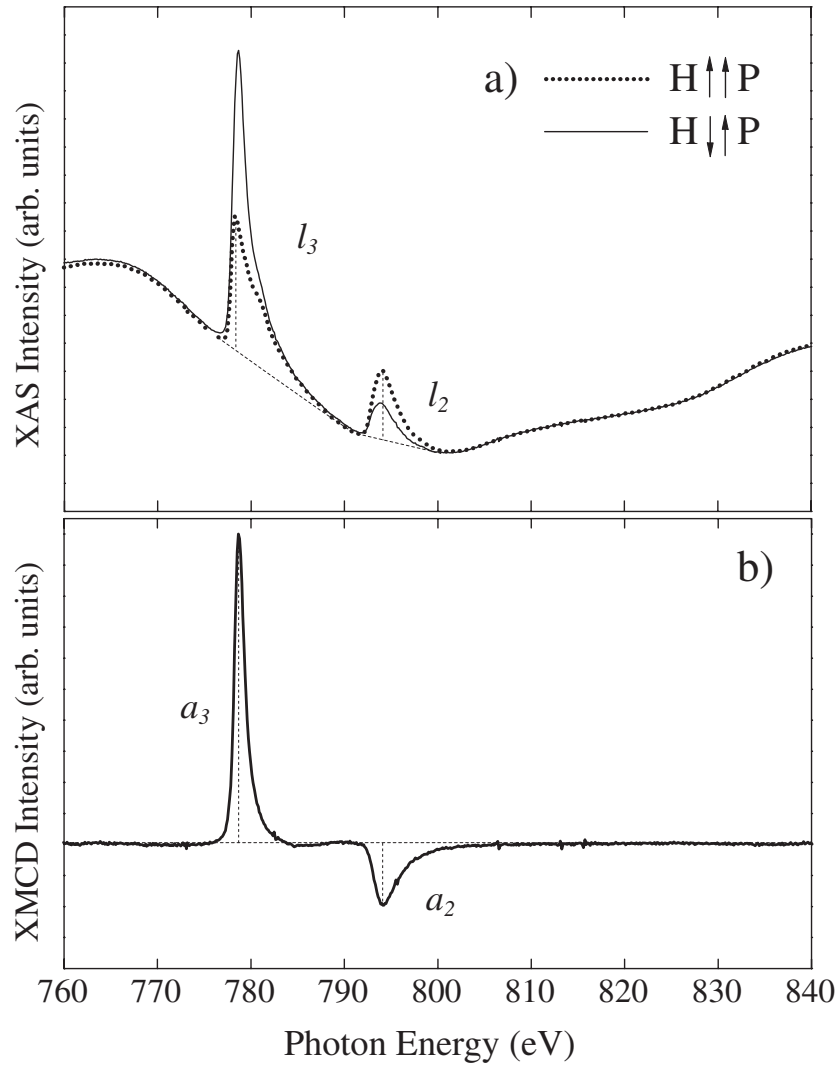 a)
H↑↑P
H↓↑P
l3
l2
XAS Intensity (arb. units)
b)
a3
a2
XMCD Intensity (arb. units)
760 770 780 790 800 810 820 830 840
Photon Energy (eV)